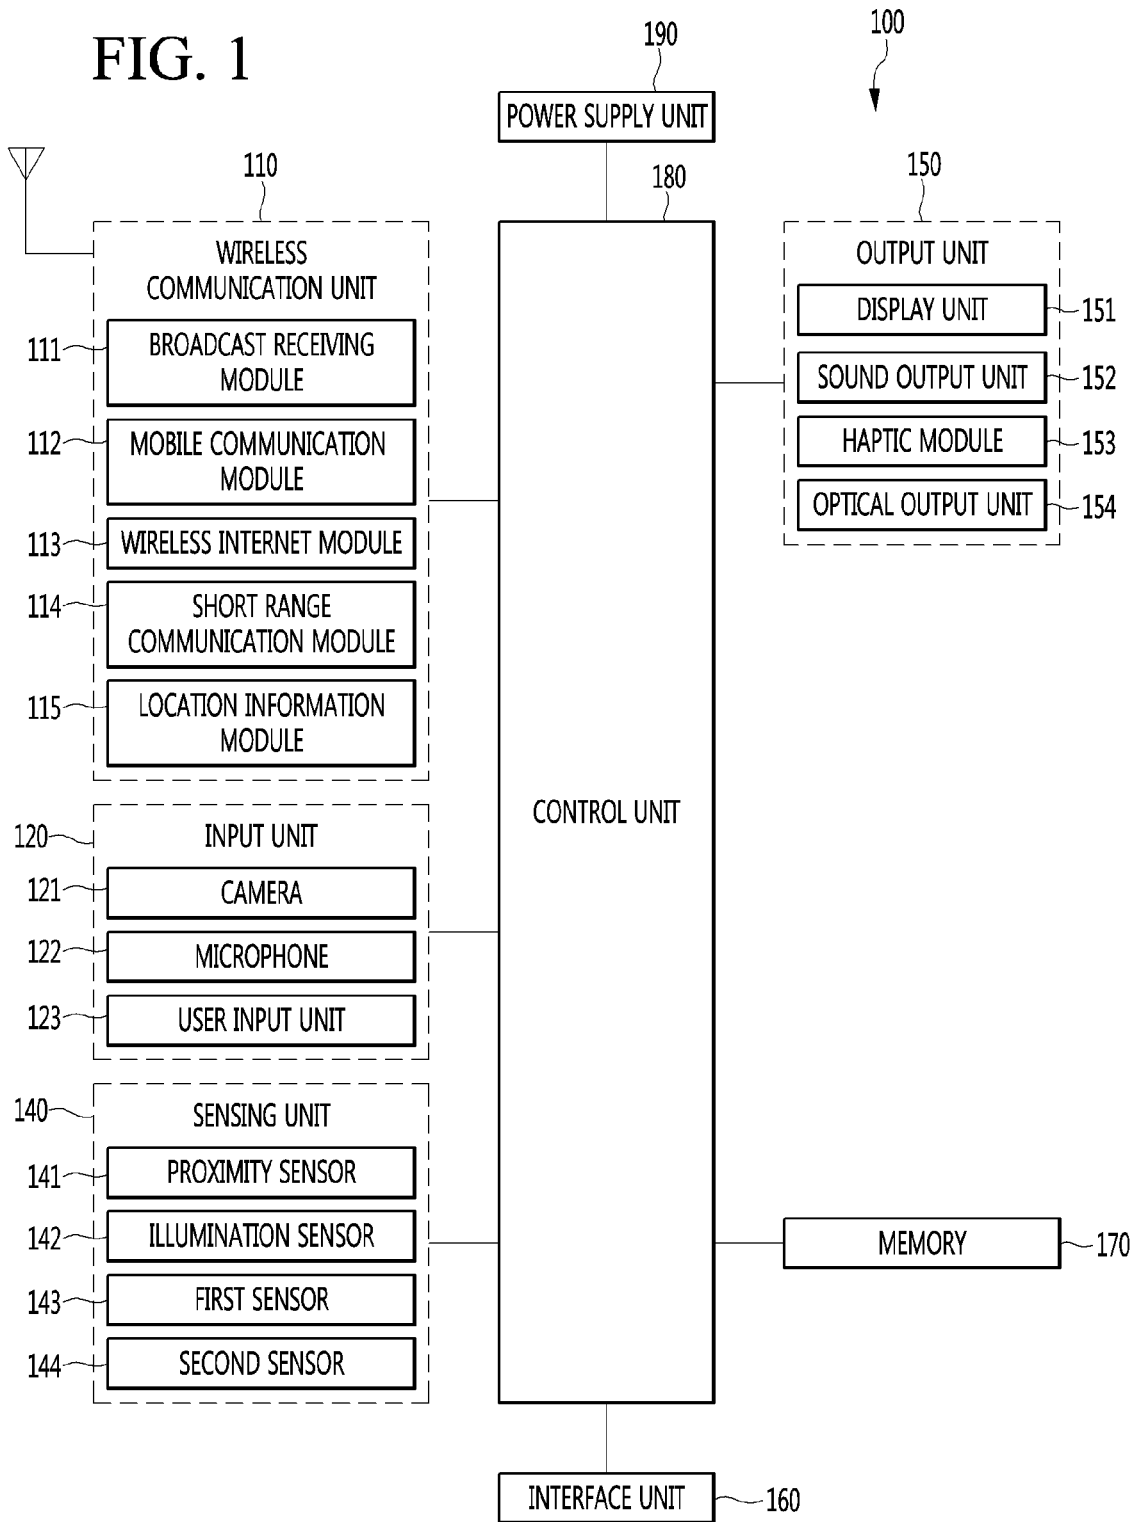 FIG. 1
100
190
POWER SUPPLY UNIT
110
WIRELESS
COMMUNICATION UNIT
111
BROADCAST RECEIVING
MODULE
112
MOBILE COMMUNICATION
MODULE
113
WIRELESS INTERNET MODULE
114
SHORT RANGE
COMMUNICATION MODULE
115
LOCATION INFORMATION
MODULE
120
INPUT UNIT
121
CAMERA
122
MICROPHONE
123
USER INPUT UNIT
140
SENSING UNIT
141
PROXIMITY SENSOR
142
ILLUMINATION SENSOR
143
FIRST SENSOR
144
SECOND SENSOR
180
CONTROL UNIT
150
OUTPUT UNIT
DISPLAY UNIT
151
SOUND OUTPUT UNIT
152
HAPTIC MODULE
153
OPTICAL OUTPUT UNIT
154
MEMORY
170
INTERFACE UNIT
160